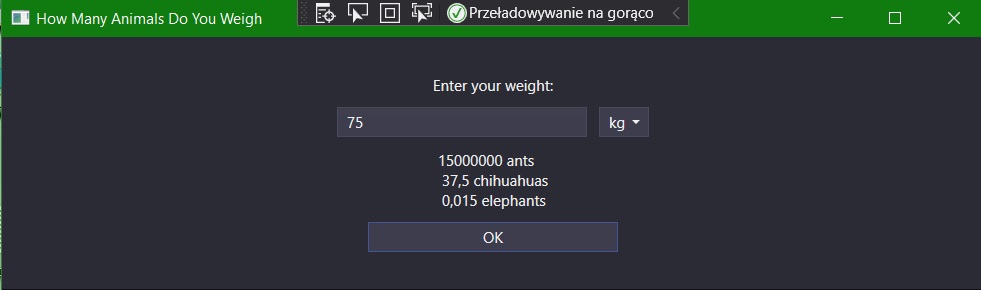 How Many Animals Do You Weigh
Przeładowywanie na gorąco
Enter your weight:
75
kg
15000000 ants
37,5 chihuahuas
0,015 elephants
OK